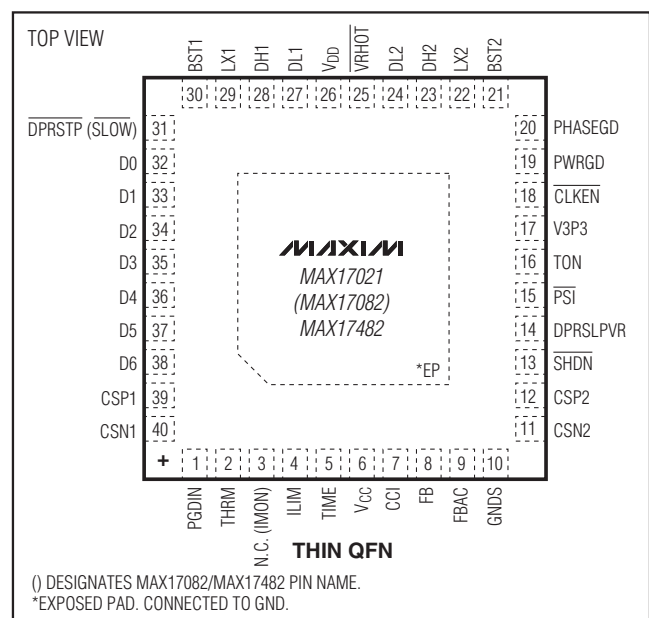 TOP VIEW
BST1
LX1
DH1
DL1
VDD
VRHOT
DL2
DH2
LX2
BST2
30 29 28 27 26 25 24 23 22 21
DPRSTP (SLOW) 31
D0 32
D1 33
D2 34
D3 35
D4 36
D5 37
D6 38
CSP1 39
CSN1 40
20 PHASEGD
19 PWRGD
18 CLKEN
17 V3P3
16 TON
15 PSI
14 DPRSLPVR
13 SHDN
12 CSP2
11 CSN2
MAXIM
MAX17021
(MAX17082)
MAX17482
*EP
+ 1 2 3 4 5 6 7 8 9 10
PGDIN
THRM
N.C. (IMON)
ILIM
TIME
VCC
CCI
FB
FBAC
GNDS
THIN QFN
() DESIGNATES MAX17082/MAX17482 PIN NAME.
*EXPOSED PAD. CONNECTED TO GND.